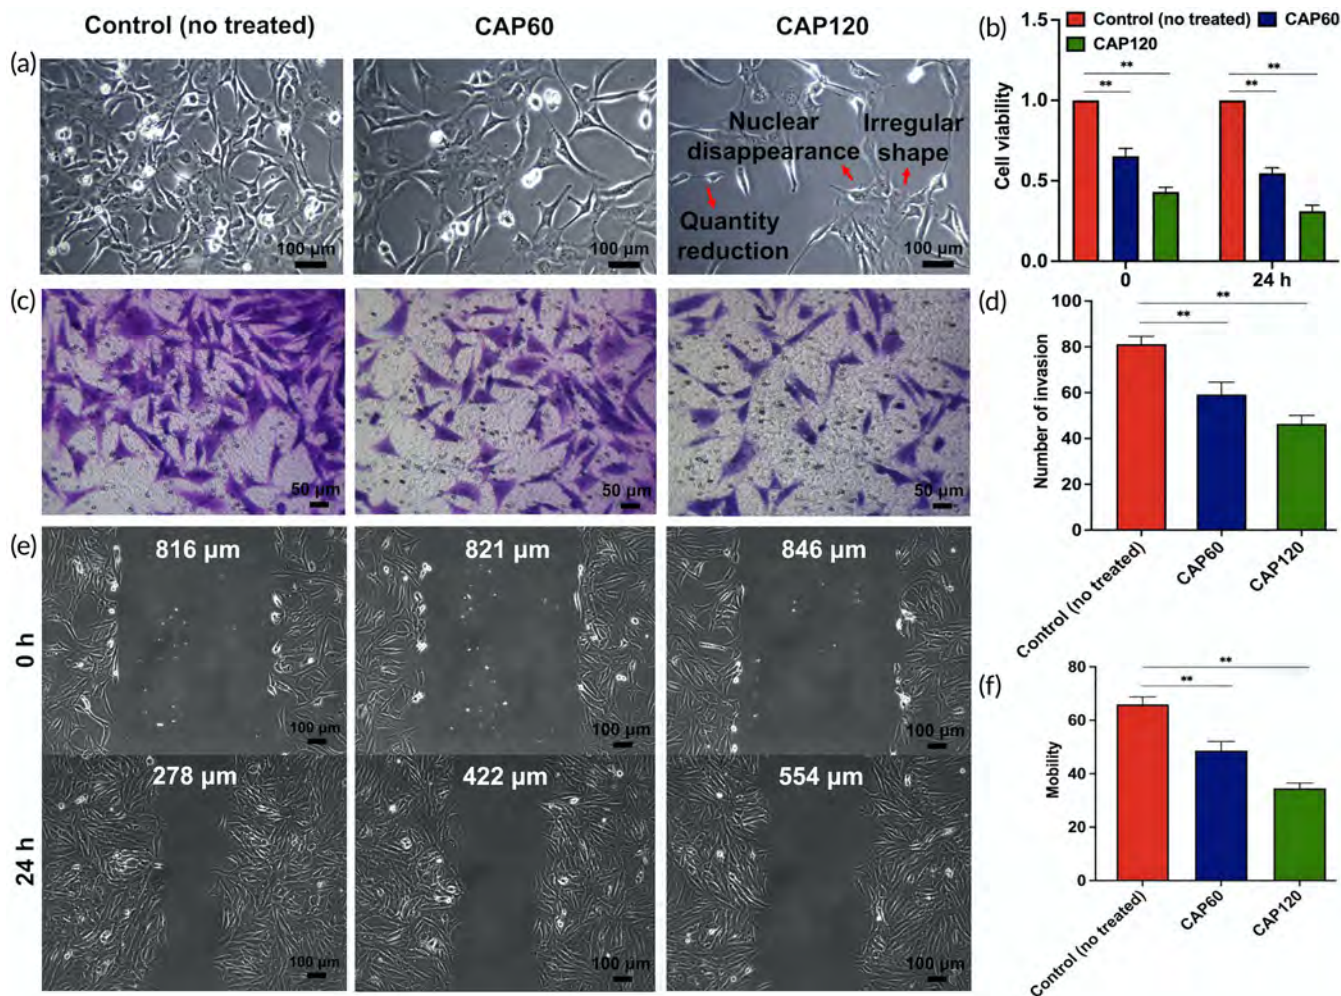 Control (no treated)
CAP60
CAP120
(a)
Nuclear
disappearance
Irregular
shape
Quantity
reduction
100 μm
100 μm
100 μm
(b)
Control (no treated)
CAP60
CAP120
Cell viability
1.5
1.0
0.5
0.0
**
**
**
**
0
24 h
(c)
50 μm
50 μm
50 μm
(d)
Number of invasion
100
80
60
40
20
0
**
**
Control (no treated)
CAP60
CAP120
(e)
0 h
816 μm
821 μm
846 μm
100 μm
100 μm
100 μm
24 h
278 μm
422 μm
554 μm
100 μm
100 μm
100 μm
(f)
Mobility
80
60
40
20
0
**
**
Control (no treated)
CAP60
CAP120